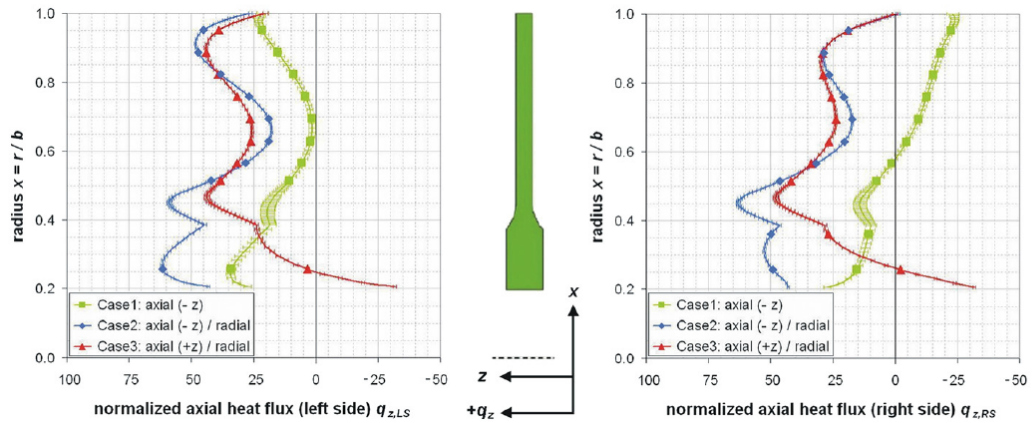 radius x = r / b
1.0
0.8
0.6
0.4
0.2
0.0
Case1: axial (- z)
Case2: axial (- z) / radial
Case3: axial (+z) / radial
100 75 50 25 0 -25 -50
normalized axial heat flux (left side) q z,LS
x
z
+q z
radius x = r / b
1.0
0.8
0.6
0.4
0.2
0.0
Case1: axial (- z)
Case2: axial (- z) / radial
Case3: axial (+z) / radial
100 75 50 25 0 -25 -50
normalized axial heat flux (right side) q z,RS